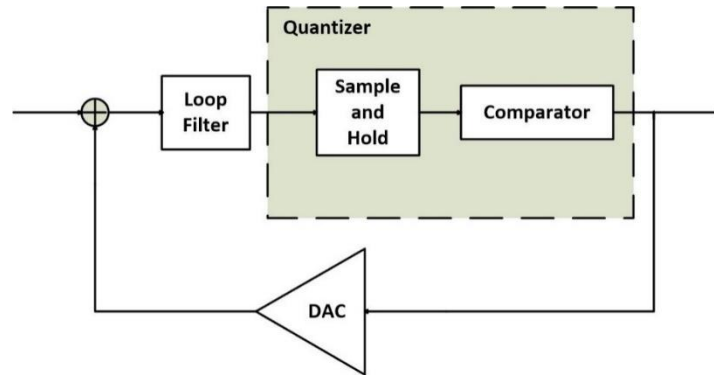 Quantizer
Loop
Filter
Sample
and
Hold
Comparator
DAC